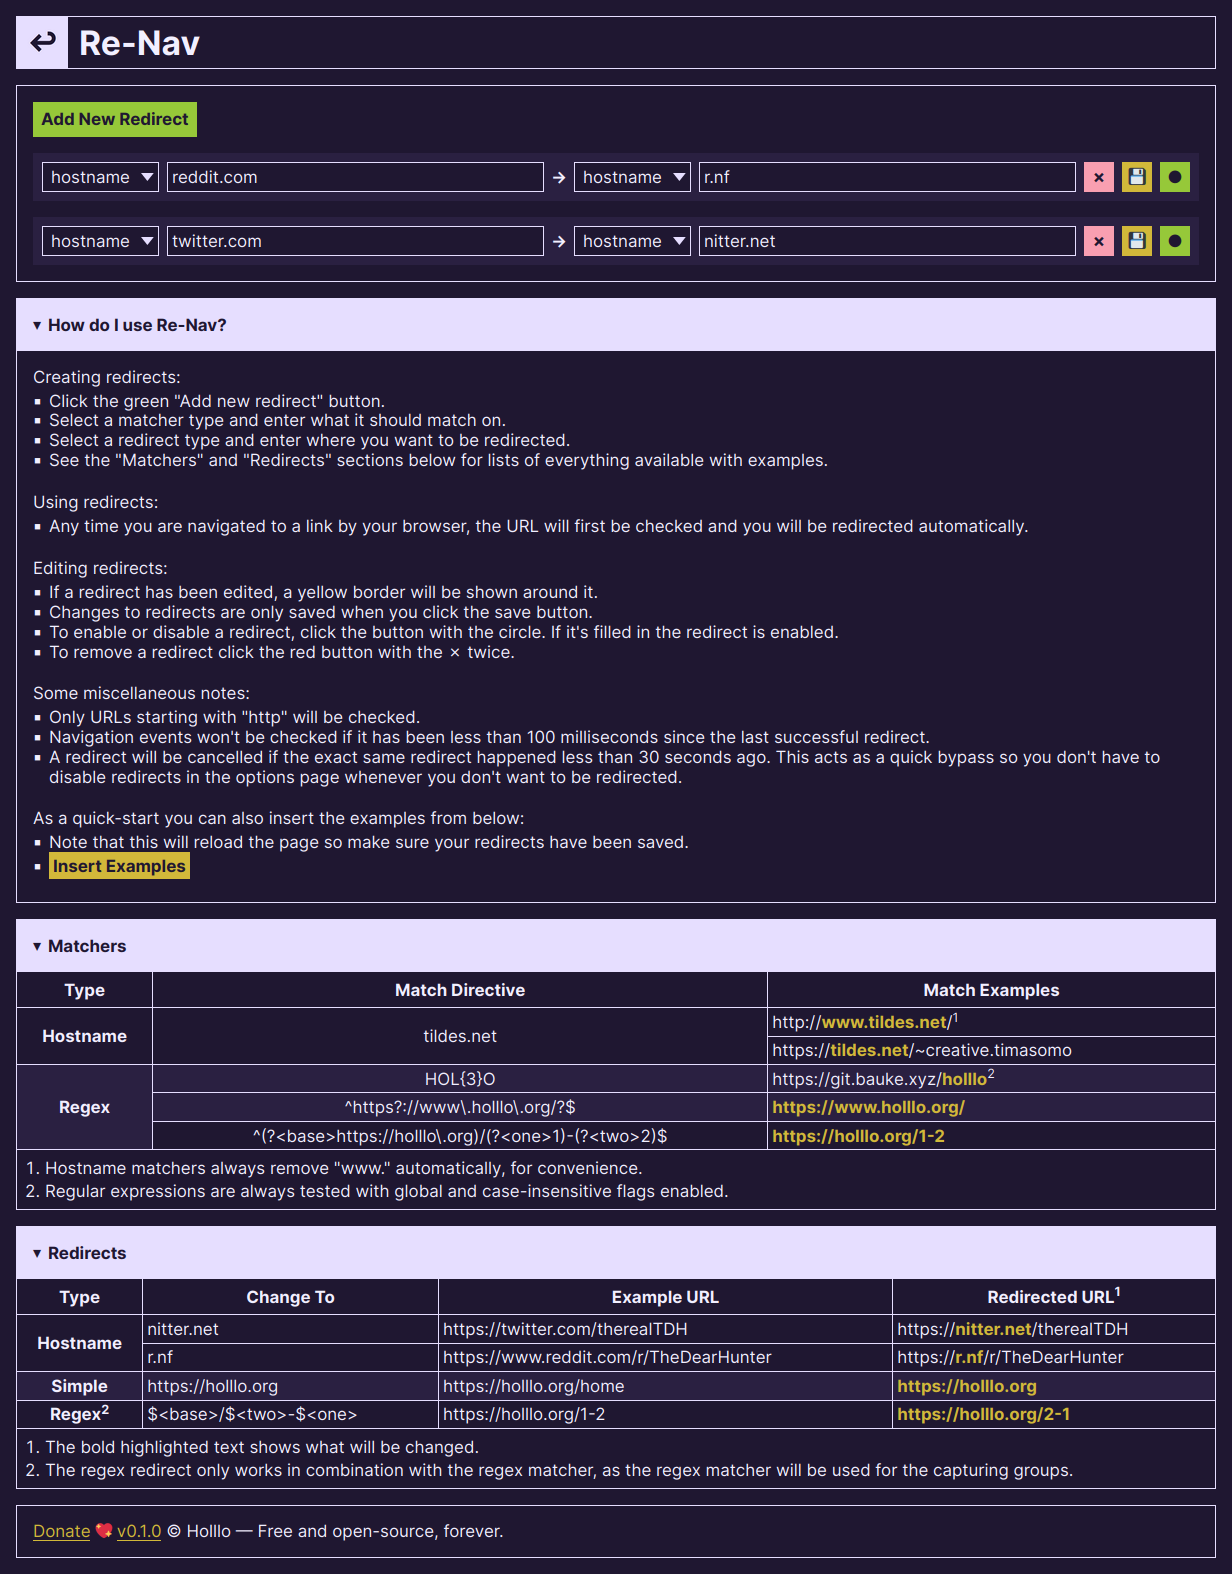 ↩ Re-Nav
Add New Redirect
hostname ▼ reddit.com → hostname ▼ r.nf × 💾 ●
hostname ▼ twitter.com → hostname ▼ nitter.net × 💾 ●
▾ How do I use Re-Nav?
Creating redirects:
▪ Click the green "Add new redirect" button.
▪ Select a matcher type and enter what it should match on.
▪ Select a redirect type and enter where you want to be redirected.
▪ See the "Matchers" and "Redirects" sections below for lists of everything available with examples.
Using redirects:
▪ Any time you are navigated to a link by your browser, the URL will first be checked and you will be redirected automatically.
Editing redirects:
▪ If a redirect has been edited, a yellow border will be shown around it.
▪ Changes to redirects are only saved when you click the save button.
▪ To enable or disable a redirect, click the button with the circle. If it's filled in the redirect is enabled.
▪ To remove a redirect click the red button with the × twice.
Some miscellaneous notes:
▪ Only URLs starting with "http" will be checked.
▪ Navigation events won't be checked if it has been less than 100 milliseconds since the last successful redirect.
▪ A redirect will be cancelled if the exact same redirect happened less than 30 seconds ago. This acts as a quick bypass so you don't have to
disable redirects in the options page whenever you don't want to be redirected.
As a quick-start you can also insert the examples from below:
▪ Note that this will reload the page so make sure your redirects have been saved.
▪ Insert Examples
▾ Matchers
Type Match Directive Match Examples
Hostname tildes.net http://www.tildes.net/¹
https://tildes.net/~creative.timasomo
Regex HOL{3}O https://git.bauke.xyz/holllo²
^https?://www\.holllo\.org/?$ https://www.holllo.org/
^(?<base>https://holllo\.org)/(?<one>1)-(?<two>2)$ https://holllo.org/1-2
1. Hostname matchers always remove "www." automatically, for convenience.
2. Regular expressions are always tested with global and case-insensitive flags enabled.
▾ Redirects
Type Change To Example URL Redirected URL¹
Hostname nitter.net https://twitter.com/therealTDH https://nitter.net/therealTDH
r.nf https://www.reddit.com/r/TheDearHunter https://r.nf/r/TheDearHunter
Simple https://holllo.org https://holllo.org/home https://holllo.org
Regex² $<base>/$<two>-$<one> https://holllo.org/1-2 https://holllo.org/2-1
1. The bold highlighted text shows what will be changed.
2. The regex redirect only works in combination with the regex matcher, as the regex matcher will be used for the capturing groups.
Donate 💖 v0.1.0 © Holllo — Free and open-source, forever.